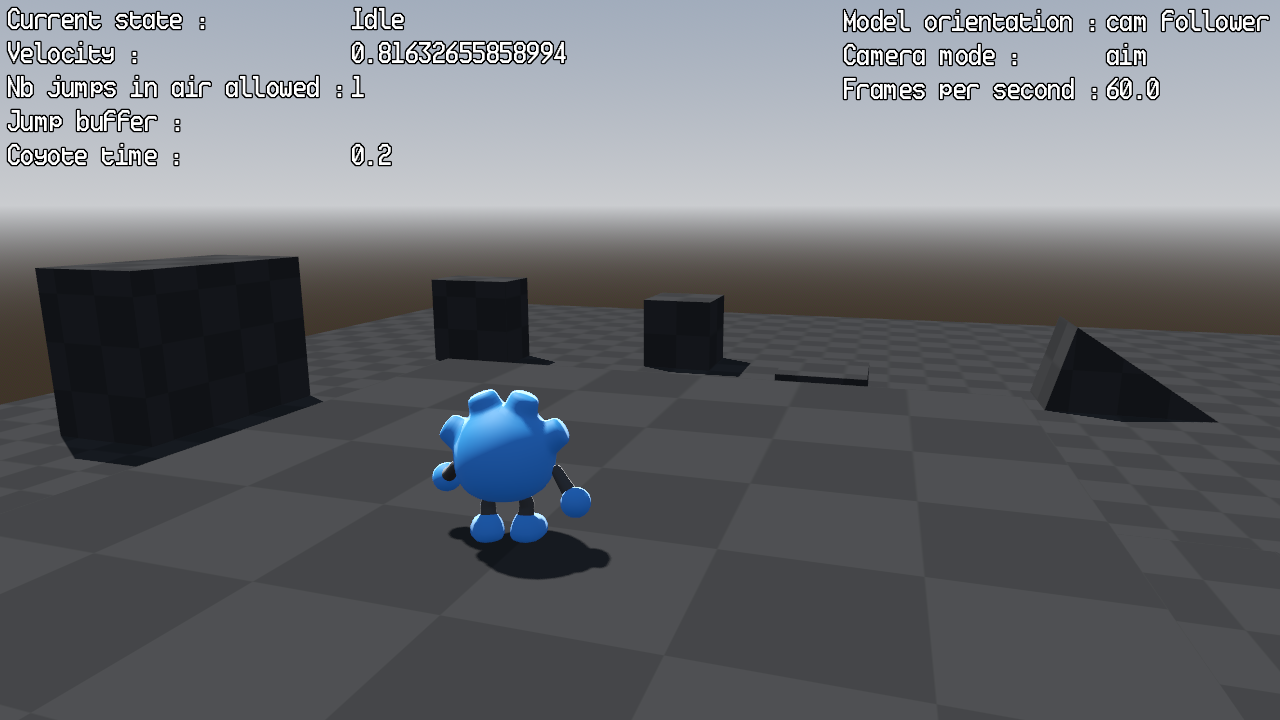 Current state : Idle
Velocity : 0.81632655858994
Nb jumps in air allowed : 1
Jump buffer :
Coyote time : 0.2
Model orientation : cam follower
Camera mode : aim
Frames per second : 60.0